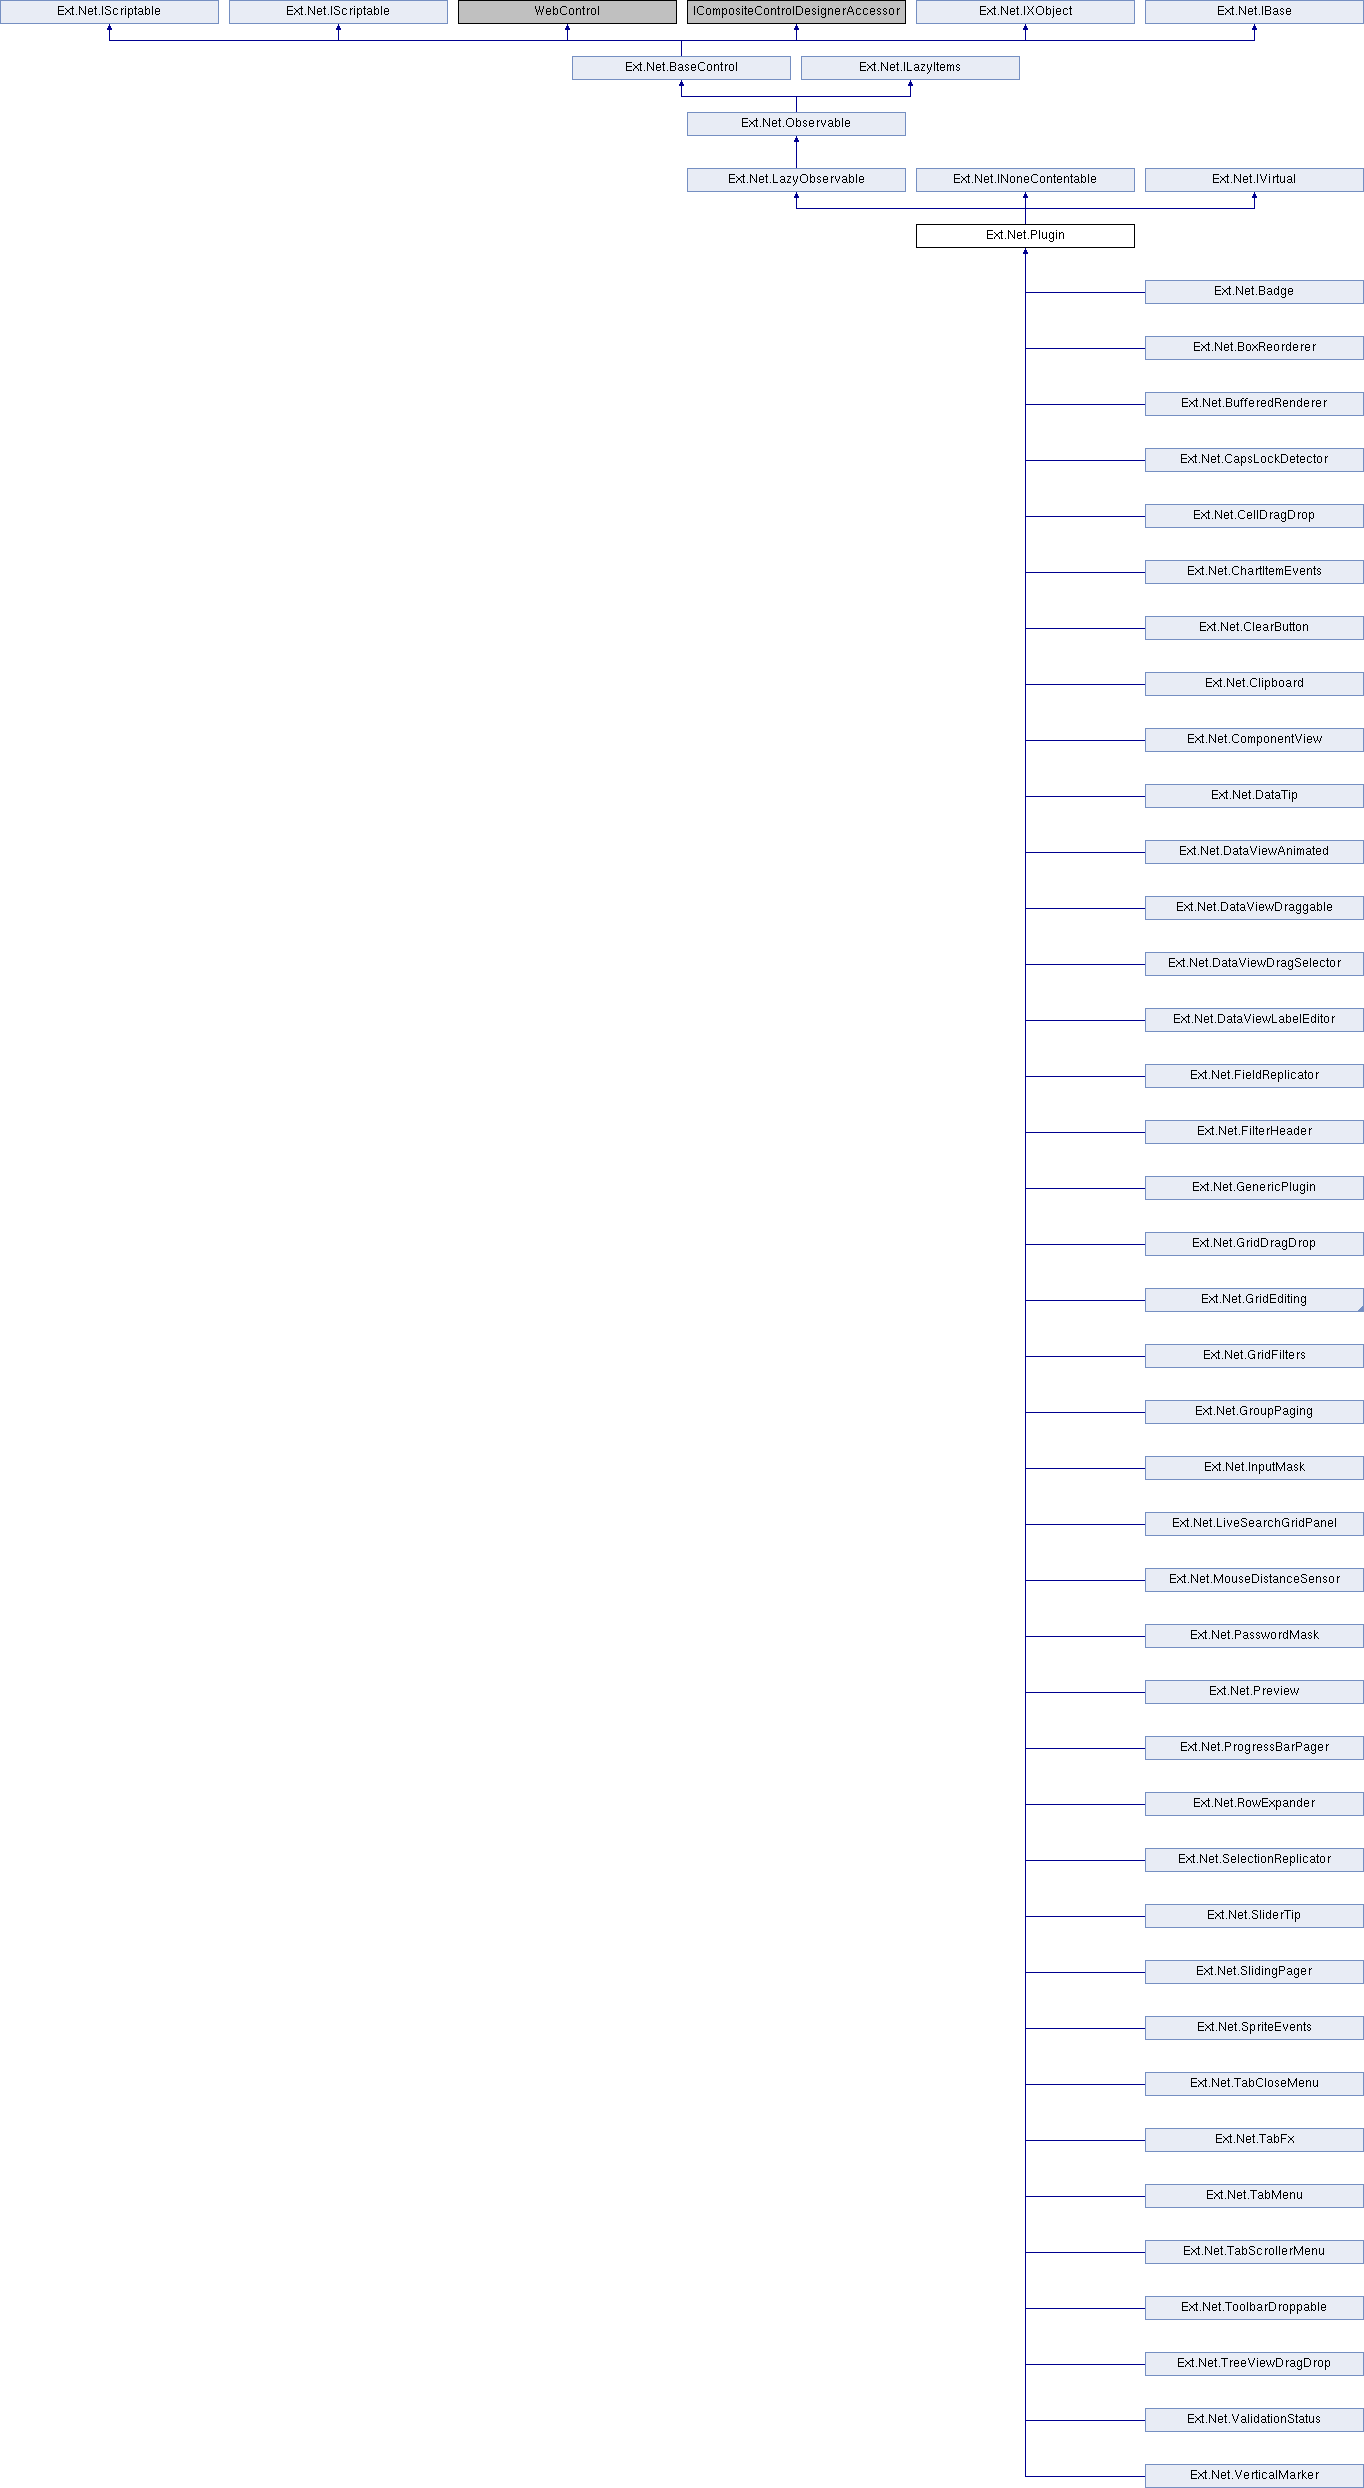 Ext.Net.IScriptable
Ext.Net.IScriptable
WebControl
ICompositeControlDesignerAccessor
Ext.Net.IXObject
Ext.Net.IBase
Ext.Net.BaseControl
Ext.Net.ILazyItems
Ext.Net.Observable
Ext.Net.LazyObservable
Ext.Net.INoneContentable
Ext.Net.IVirtual
Ext.Net.Plugin
Ext.Net.Badge
Ext.Net.BoxReorderer
Ext.Net.BufferedRenderer
Ext.Net.CapsLockDetector
Ext.Net.CellDragDrop
Ext.Net.ChartItemEvents
Ext.Net.ClearButton
Ext.Net.Clipboard
Ext.Net.ComponentView
Ext.Net.DataTip
Ext.Net.DataViewAnimated
Ext.Net.DataViewDraggable
Ext.Net.DataViewDragSelector
Ext.Net.DataViewLabelEditor
Ext.Net.FieldReplicator
Ext.Net.FilterHeader
Ext.Net.GenericPlugin
Ext.Net.GridDragDrop
Ext.Net.GridEditing
Ext.Net.GridFilters
Ext.Net.GroupPaging
Ext.Net.InputMask
Ext.Net.LiveSearchGridPanel
Ext.Net.MouseDistanceSensor
Ext.Net.PasswordMask
Ext.Net.Preview
Ext.Net.ProgressBarPager
Ext.Net.RowExpander
Ext.Net.SelectionReplicator
Ext.Net.SliderTip
Ext.Net.SlidingPager
Ext.Net.SpriteEvents
Ext.Net.TabCloseMenu
Ext.Net.TabFx
Ext.Net.TabMenu
Ext.Net.TabScrollerMenu
Ext.Net.ToolbarDroppable
Ext.Net.TreeViewDragDrop
Ext.Net.ValidationStatus
Ext.Net.VerticalMarker